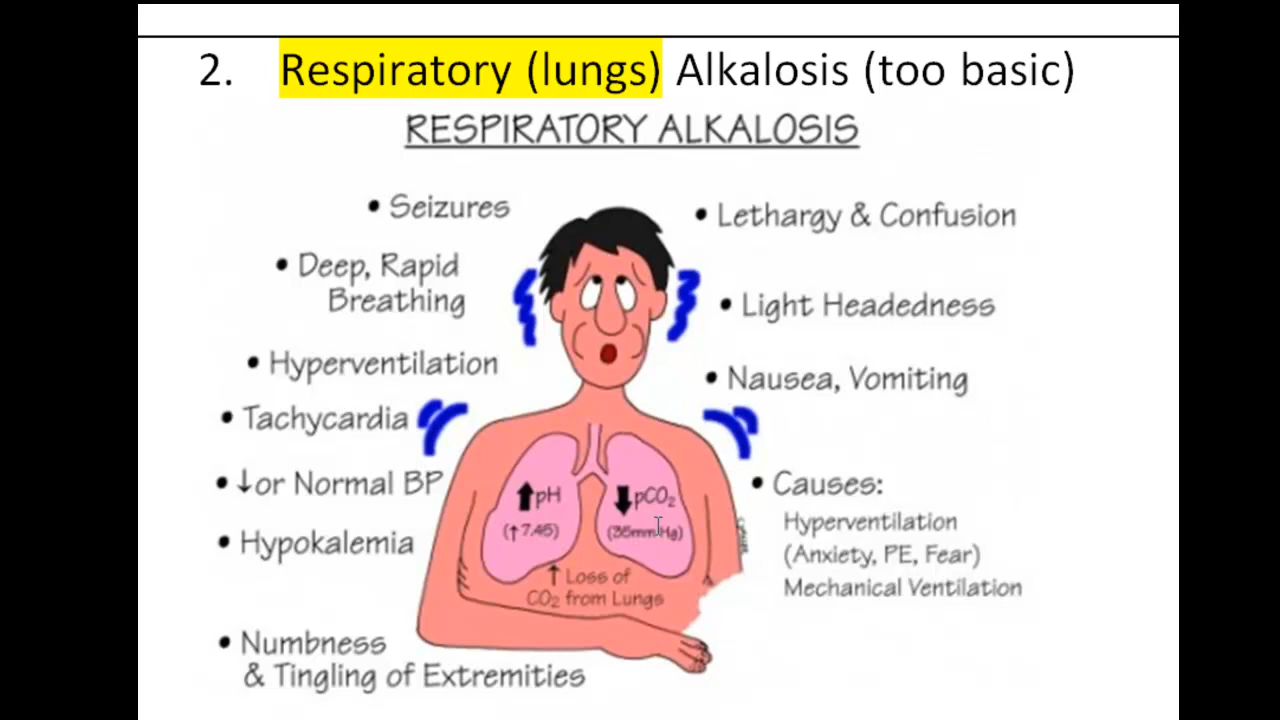 2. Respiratory (lungs) Alkalosis (too basic)
RESPIRATORY ALKALOSIS
• Seizures
• Deep, Rapid
Breathing
• Hyperventilation
• Tachycardia
• ↓or Normal BP
• Hypokalemia
• Numbness
& Tingling of Extremities
• Lethargy & Confusion
• Light Headedness
• Nausea, Vomiting
• Causes:
Hyperventilation
(Anxiety, PE, Fear)
Mechanical Ventilation
↑pH
(↑7.45)
↓pCO₂
(35mmHg)
↑ Loss of
CO₂ from Lungs